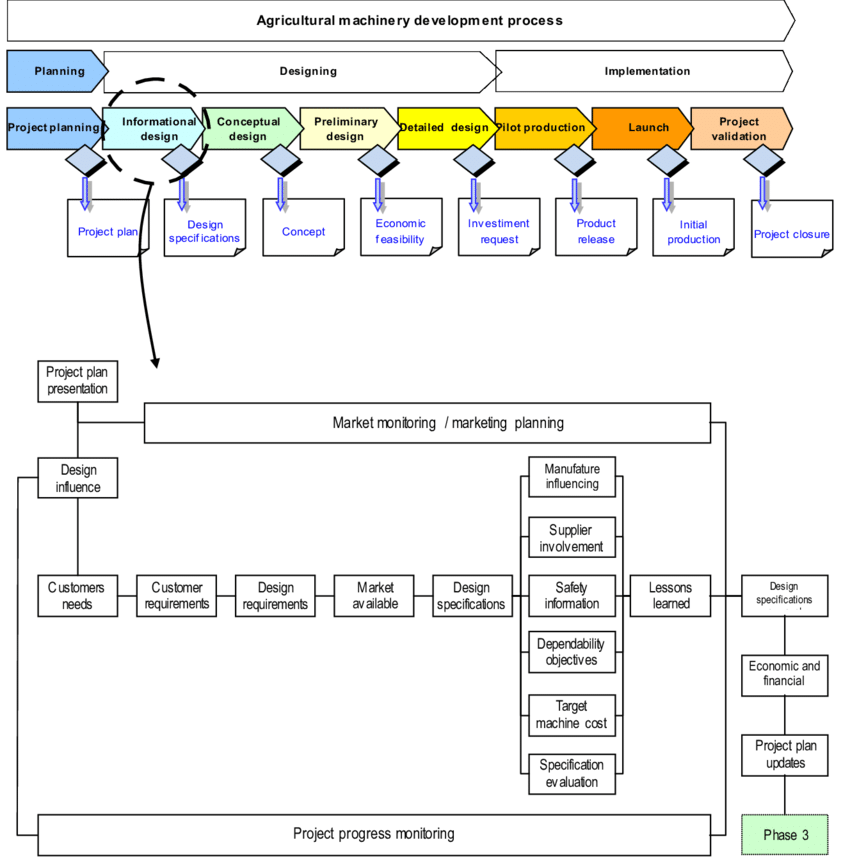 Agricultural machinery development process
Planning
Designing
Implementation
Project planning
Informational
design
Conceptual
design
Preliminary
design
Detailed design
Pilot production
Launch
Project
validation
Project plan
Design
specifications
Concept
Economic
feasibility
Investiment
request
Product
release
Initial
production
Project closure
Project plan
presentation
Market monitoring / marketing planning
Design
influence
Manufature
influencing
Supplier
involvement
Customers
needs
Customer
requirements
Design
requirements
Market
available
Design
specifications
Safety
information
Lessons
learned
Design
specifications
Dependability
objectives
Economic and
financial
Target
machine cost
Project plan
updates
Specification
evaluation
Project progress monitoring
Phase 3